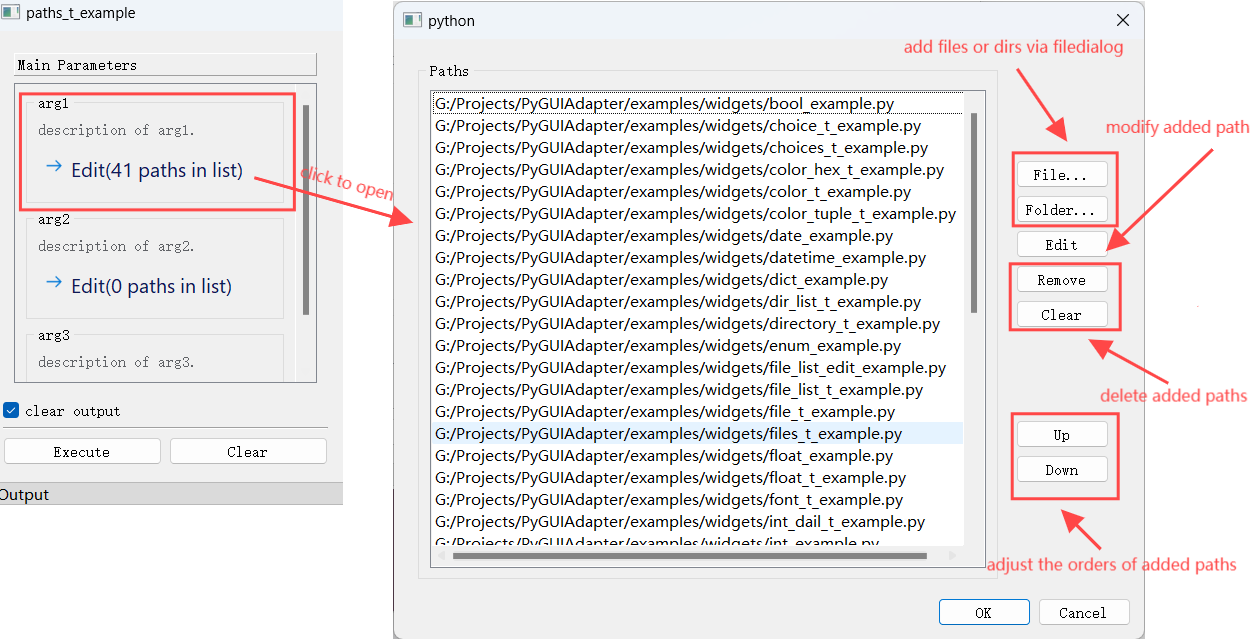 paths_t_example
Main Parameters
arg1
description of arg1.
Edit(41 paths in list)
arg2
description of arg2.
Edit(0 paths in list)
arg3
description of arg3.
clear output
Execute
Clear
Output
click to open
python
Paths
G:/Projects/PyGUIAdapter/examples/widgets/bool_example.py
G:/Projects/PyGUIAdapter/examples/widgets/choice_t_example.py
G:/Projects/PyGUIAdapter/examples/widgets/choices_t_example.py
G:/Projects/PyGUIAdapter/examples/widgets/color_hex_t_example.py
G:/Projects/PyGUIAdapter/examples/widgets/color_t_example.py
G:/Projects/PyGUIAdapter/examples/widgets/color_tuple_t_example.py
G:/Projects/PyGUIAdapter/examples/widgets/date_example.py
G:/Projects/PyGUIAdapter/examples/widgets/datetime_example.py
G:/Projects/PyGUIAdapter/examples/widgets/dict_example.py
G:/Projects/PyGUIAdapter/examples/widgets/dir_list_t_example.py
G:/Projects/PyGUIAdapter/examples/widgets/directory_t_example.py
G:/Projects/PyGUIAdapter/examples/widgets/enum_example.py
G:/Projects/PyGUIAdapter/examples/widgets/file_list_edit_example.py
G:/Projects/PyGUIAdapter/examples/widgets/file_list_t_example.py
G:/Projects/PyGUIAdapter/examples/widgets/file_t_example.py
G:/Projects/PyGUIAdapter/examples/widgets/files_t_example.py
G:/Projects/PyGUIAdapter/examples/widgets/float_example.py
G:/Projects/PyGUIAdapter/examples/widgets/float_t_example.py
G:/Projects/PyGUIAdapter/examples/widgets/font_t_example.py
G:/Projects/PyGUIAdapter/examples/widgets/int_dail_t_example.py
G:/Projects/PyGUIAdapter/examples/widgets/int_example.py
add files or dirs via filedialog
File...
Folder...
modify added path
Edit
Remove
Clear
delete added paths
Up
Down
adjust the orders of added paths
OK
Cancel